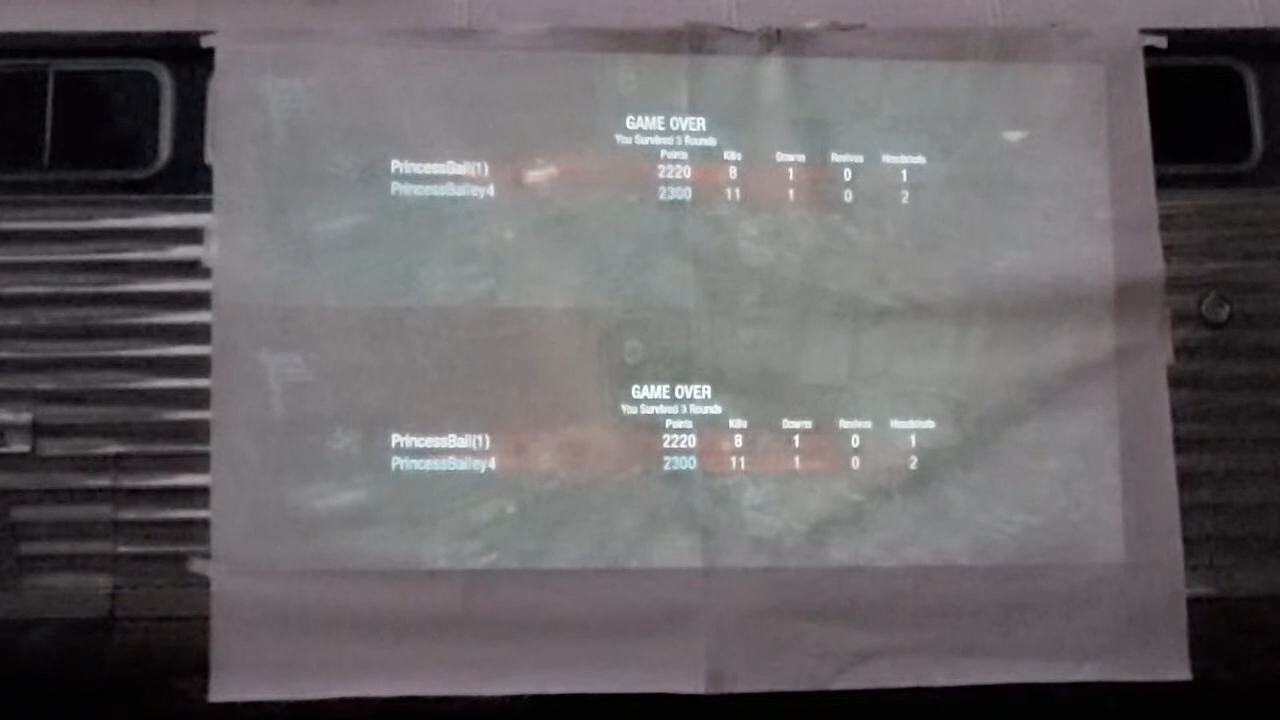 GAME OVER
You Survived 3 Rounds
Points Kills Downs Revives Headshots
PrincessBail(1) 2220 8 1 0 1
PrincessBailey4 2300 11 1 0 2
GAME OVER
You Survived 3 Rounds
Points Kills Downs Revives Headshots
PrincessBail(1) 2220 8 1 0 1
PrincessBailey4 2300 11 1 0 2